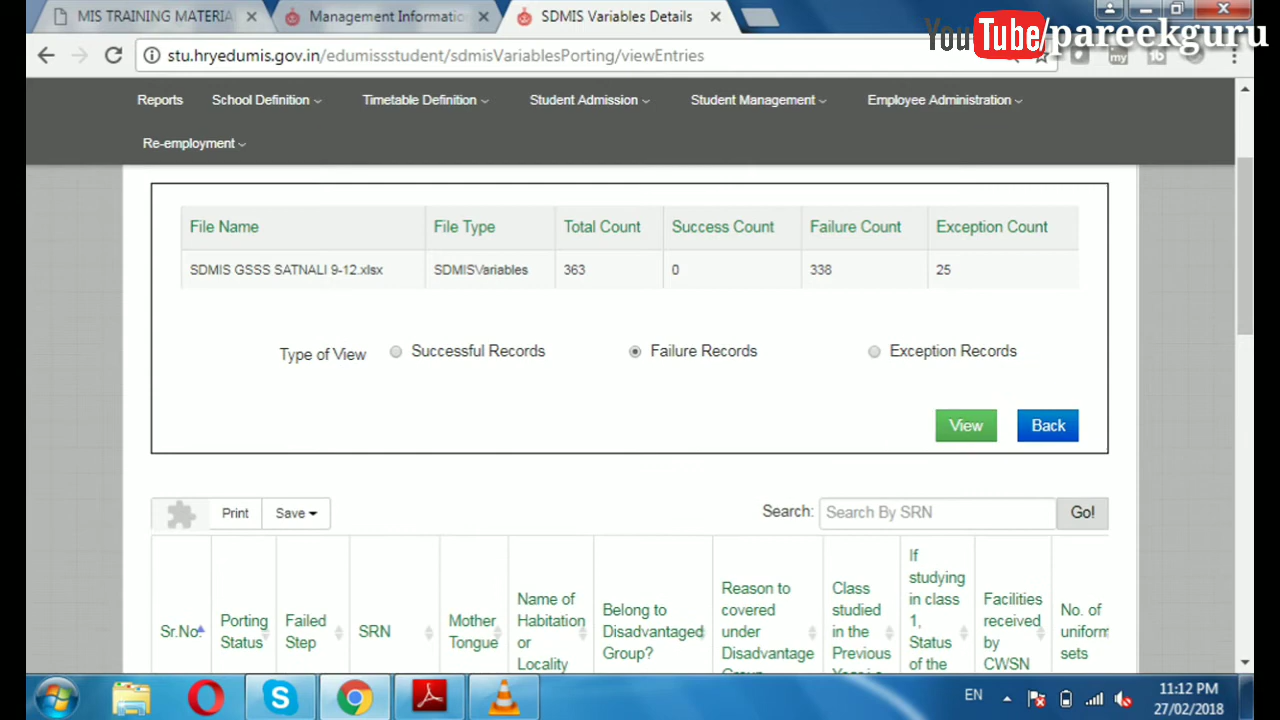 MIS TRAINING MATERIA
Management Informatio
SDMIS Variables Details
YouTube/pareekguru
stu.hryedumis.gov.in/edumissstudent/sdmisVariablesPorting/viewEntries
Reports School Definition Timetable Definition Student Admission Student Management Employee Administration
Re-employment
File Name File Type Total Count Success Count Failure Count Exception Count
SDMIS GSSS SATNALI 9-12.xlsx SDMISVariables 363 0 338 25
Type of View Successful Records Failure Records Exception Records
View Back
Print Save Search: Search By SRN Go!
Sr.No.
Porting
Status
Failed
Step
SRN
Mother
Tongue
Name of
Habitation
or
Locality
Belong to
Disadvantaged
Group?
Reason to
covered
under
Disadvantage
Class
studied
in the
Previous
If
studying
in class
1,
Status
of the
Facilities
received
by
CWSN
No. of
uniform
sets
EN
11:12 PM
27/02/2018